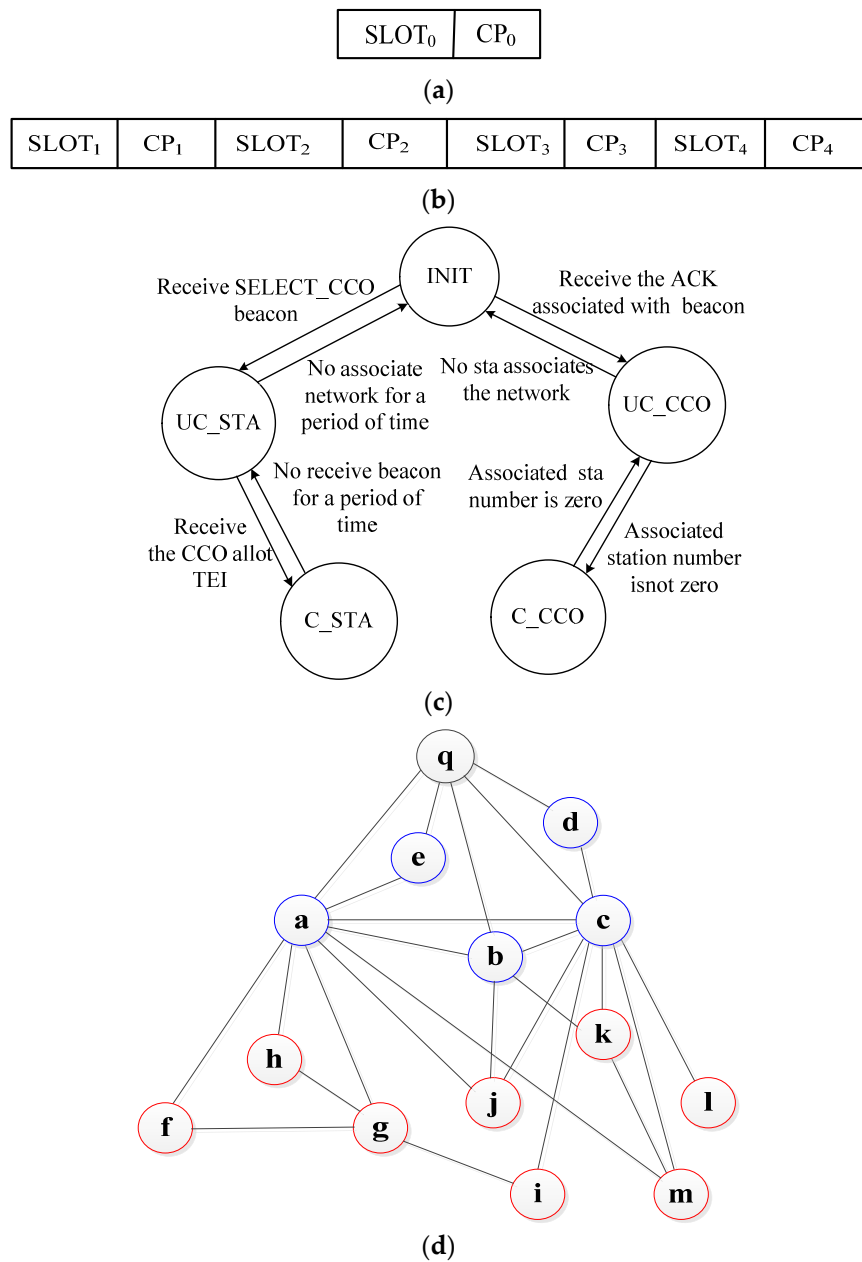 SLOT₀ CP₀
(a)
SLOT₁ CP₁ SLOT₂ CP₂ SLOT₃ CP₃ SLOT₄ CP₄
(b)
INIT
Receive SELECT_CCO
beacon
Receive the ACK
associated with beacon
No associate
network for a
period of time
No sta associates
the network
UC_STA
UC_CCO
No receive beacon
for a period of
time
Associated sta
number is zero
Receive
the CCO allot
TEI
Associated
station number
isnot zero
C_STA
C_CCO
(c)
q
d
e
a
c
b
k
h
j
l
f
g
i
m
(d)